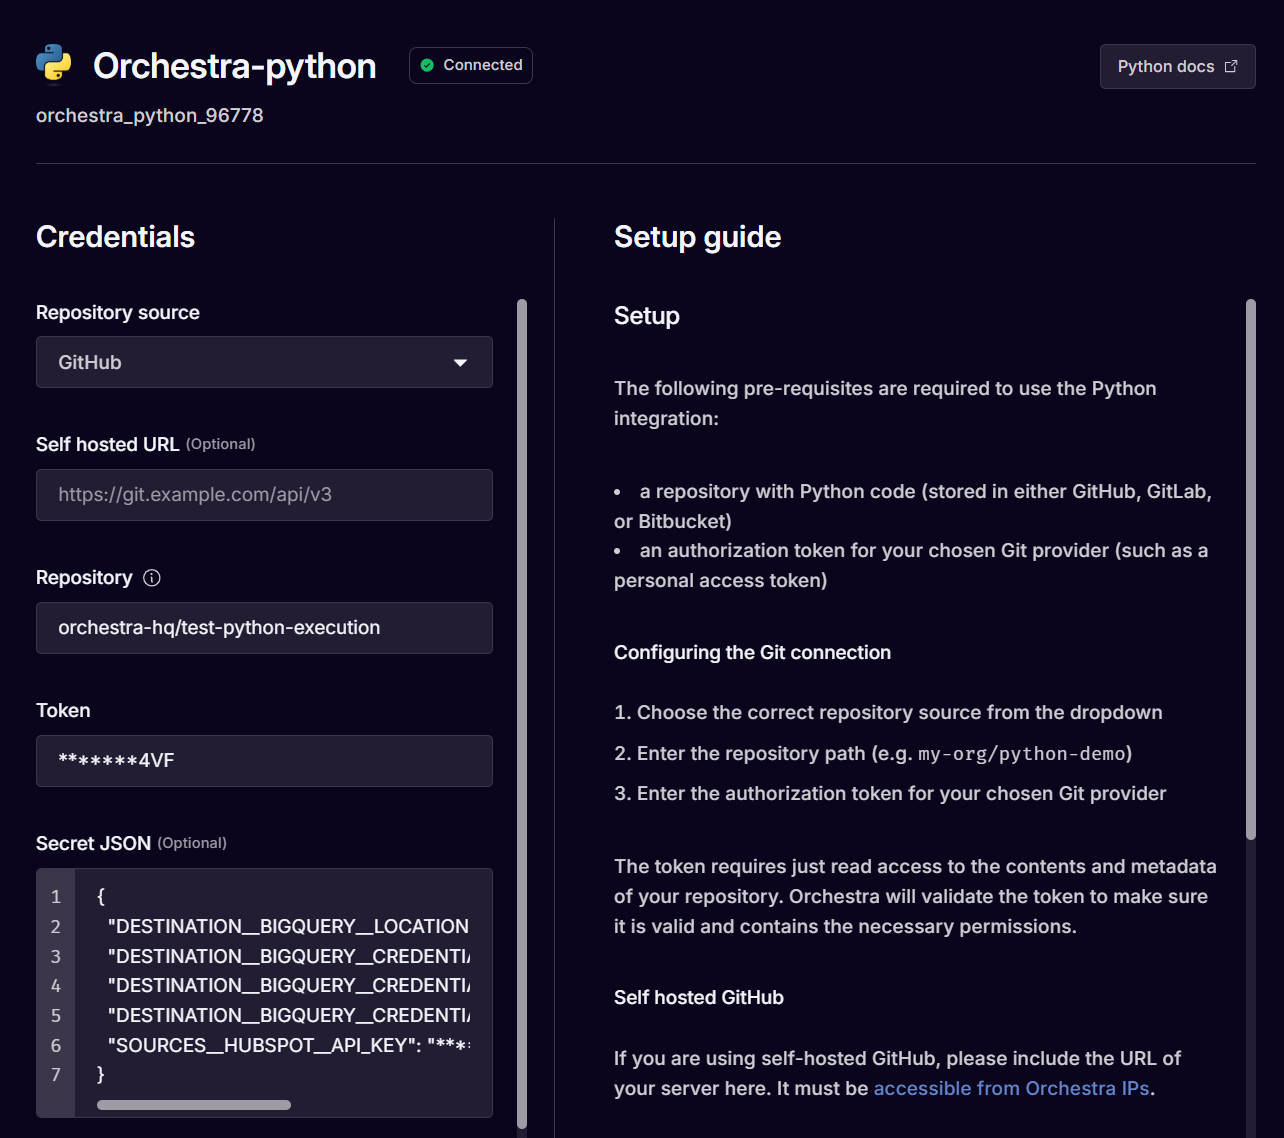 Orchestra-python
Connected
Python docs
orchestra_python_96778
Credentials
Repository source
GitHub
Self hosted URL (Optional)
https://git.example.com/api/v3
Repository
orchestra-hq/test-python-execution
Token
*******4VF
Secret JSON (Optional)
1 {
2 "DESTINATION__BIGQUERY__LOCATION
3 "DESTINATION__BIGQUERY__CREDENTIA
4 "DESTINATION__BIGQUERY__CREDENTIA
5 "DESTINATION__BIGQUERY__CREDENTIA
6 "SOURCES__HUBSPOT__API_KEY": "***
7 }
Setup guide
Setup
The following pre-requisites are required to use the Python
integration:
• a repository with Python code (stored in either GitHub, GitLab,
or Bitbucket)
• an authorization token for your chosen Git provider (such as a
personal access token)
Configuring the Git connection
1. Choose the correct repository source from the dropdown
2. Enter the repository path (e.g. my-org/python-demo)
3. Enter the authorization token for your chosen Git provider
The token requires just read access to the contents and metadata
of your repository. Orchestra will validate the token to make sure
it is valid and contains the necessary permissions.
Self hosted GitHub
If you are using self-hosted GitHub, please include the URL of
your server here. It must be accessible from Orchestra IPs.